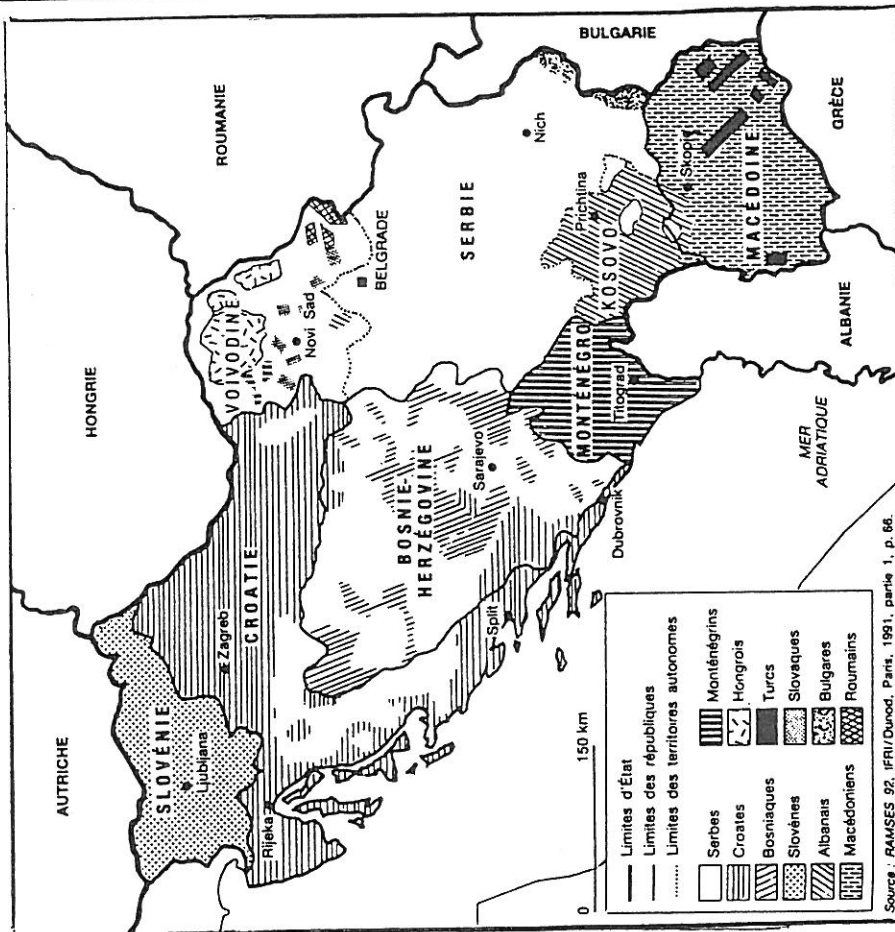 AUTRICHE
HONGRIE
ROUMANIE
BULGARIE
GRÈCE
ALBANIE
MER
ADRIATIQUE
SLOVÉNIE
Ljubljana
CROATIE
Zagreb
Rijeka
VOIVODINE
Novi Sad
BELGRADE
SERBIE
Nich
BOSNIE-
HERZÉGOVINE
Sarajevo
Split
Dubrovnik
MONTÉNÉGRO
Titograd
KOSOVO
Prichtina
MACÉDOINE
Skopje
0 150 km
Limites d'État
Limites des républiques
Limites des territoires autonomes
Serbes
Croates
Bosniaques
Slovènes
Albanais
Macédoniens
Monténégrins
Hongrois
Turcs
Slovaques
Bulgares
Roumains
Source : RAMSES 92, IFRI/Dunod, Paris, 1991, partie 1, p. 66.